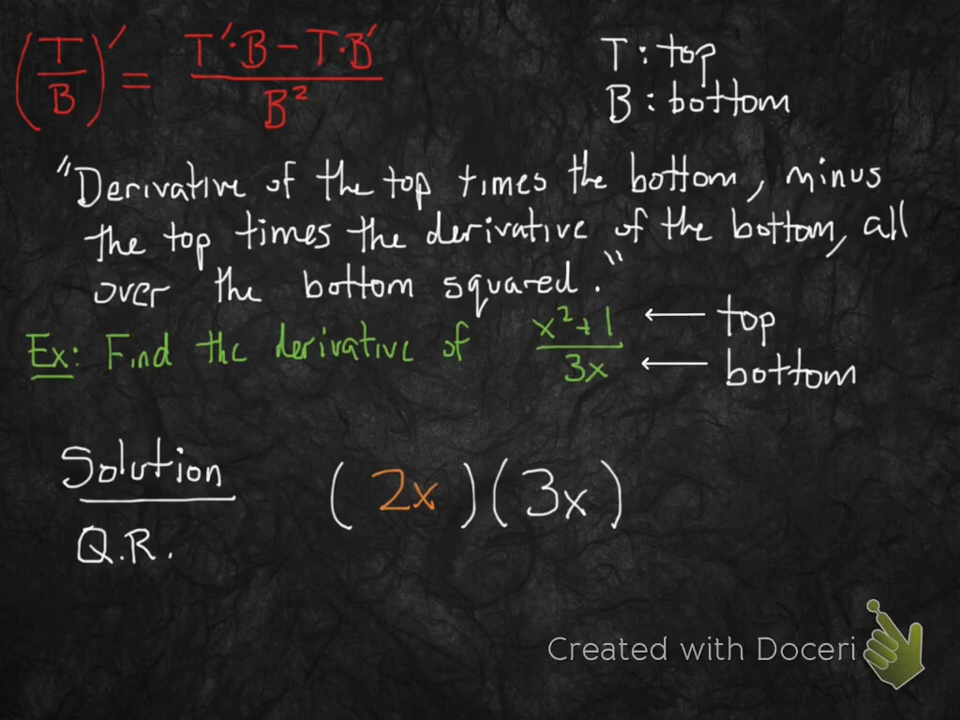 (T/B)' = T'·B − T·B' / B²
T : top
B : bottom
"Derivative of the top times the bottom, minus
the top times the derivative of the bottom, all
over the bottom squared."
Ex: Find the derivative of x²+1 / 3x
← top
← bottom
Solution
(2x)(3x)
Q.R.
Created with Doceri